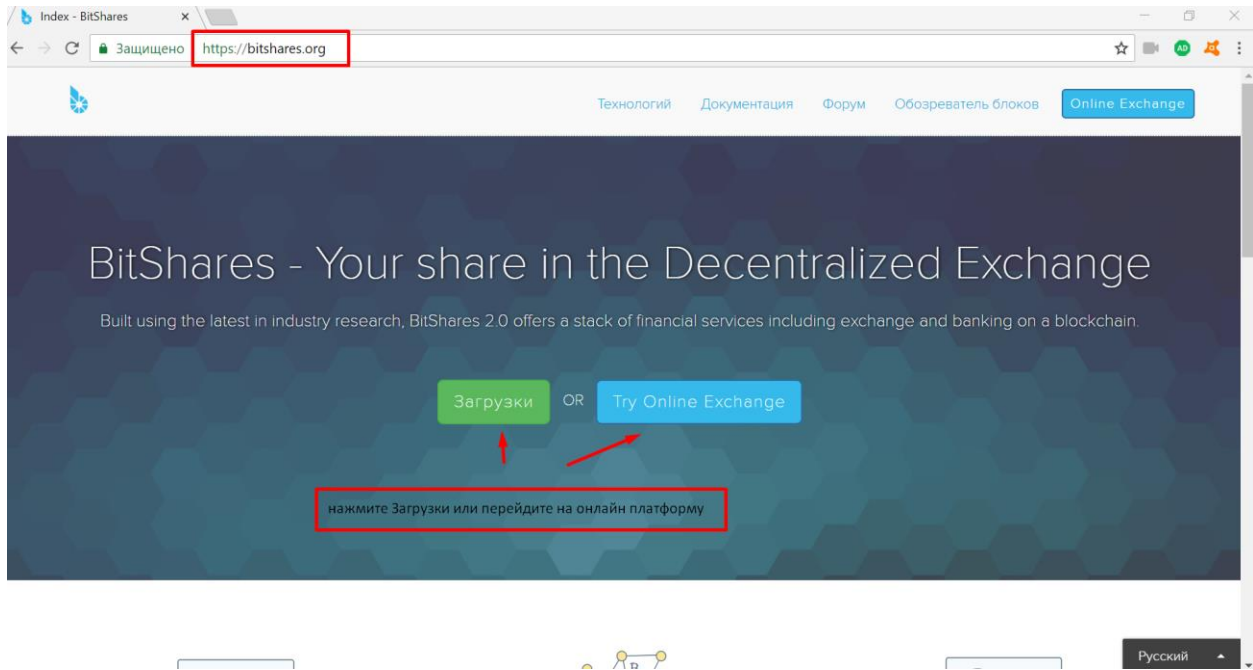 Index - BitShares
Защищено https://bitshares.org
AD
Технологий Документация Форум Обозреватель блоков Online Exchange
BitShares - Your share in the Decentralized Exchange
Built using the latest in industry research, BitShares 2.0 offers a stack of financial services including exchange and banking on a blockchain.
Загрузки OR Try Online Exchange
нажмите Загрузки или перейдите на онлайн платформу
B
Русский